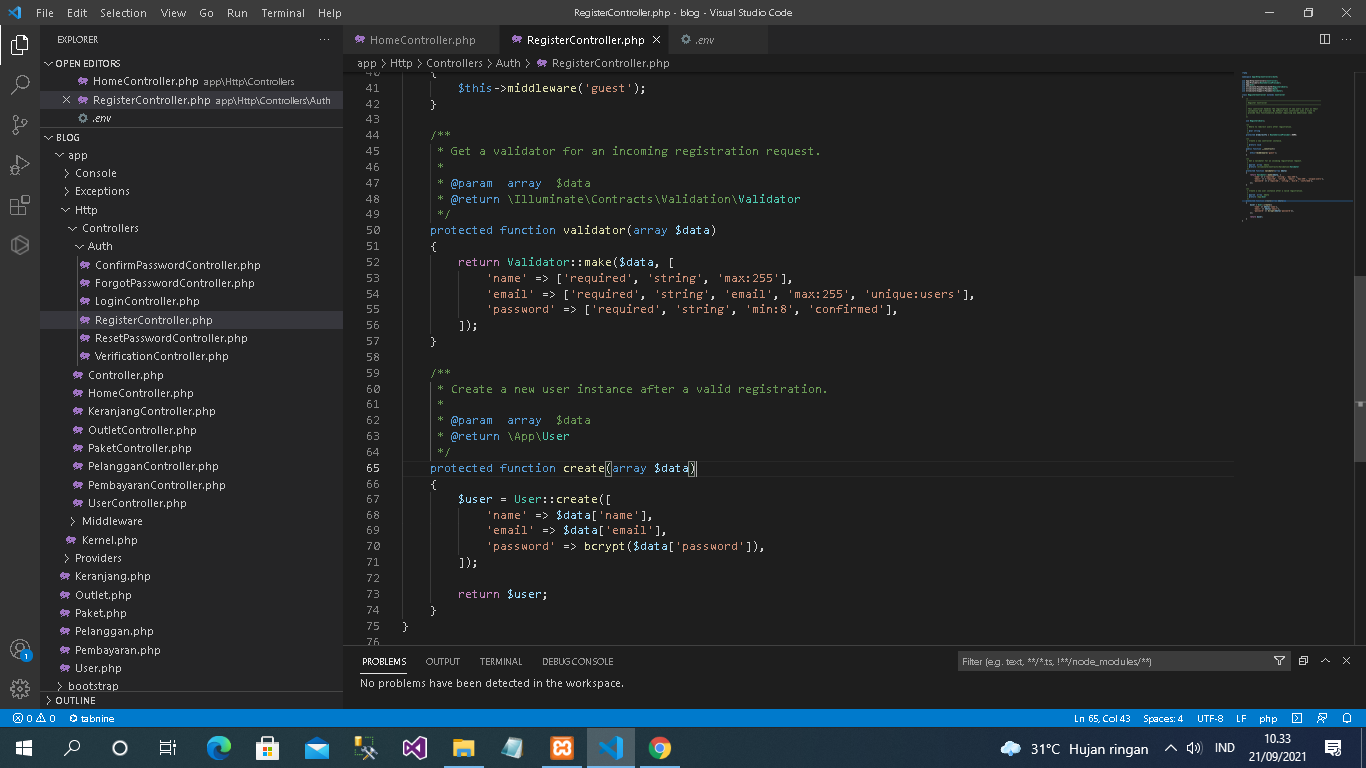 File Edit Selection View Go Run Terminal Help
RegisterController.php - blog - Visual Studio Code
EXPLORER
OPEN EDITORS
HomeController.php app\Http\Controllers
RegisterController.php app\Http\Controllers\Auth
.env
BLOG
app
Console
Exceptions
Http
Controllers
Auth
ConfirmPasswordController.php
ForgotPasswordController.php
LoginController.php
RegisterController.php
ResetPasswordController.php
VerificationController.php
Controller.php
HomeController.php
KeranjangController.php
OutletController.php
PaketController.php
PelangganController.php
PembayaranController.php
UserController.php
Middleware
Kernel.php
Providers
Keranjang.php
Outlet.php
Paket.php
Pelanggan.php
Pembayaran.php
User.php
bootstrap
OUTLINE
HomeController.php RegisterController.php .env
app > Http > Controllers > Auth > RegisterController.php
40 {
41 $this->middleware('guest');
42 }
43
44 /**
45 * Get a validator for an incoming registration request.
46 *
47 * @param  array  $data
48 * @return \Illuminate\Contracts\Validation\Validator
49 */
50 protected function validator(array $data)
51 {
52 return Validator::make($data, [
53 'name' => ['required', 'string', 'max:255'],
54 'email' => ['required', 'string', 'email', 'max:255', 'unique:users'],
55 'password' => ['required', 'string', 'min:8', 'confirmed'],
56 ]);
57 }
58
59 /**
60 * Create a new user instance after a valid registration.
61 *
62 * @param  array  $data
63 * @return \App\User
64 */
65 protected function create(array $data)
66 {
67 $user = User::create([
68 'name' => $data['name'],
69 'email' => $data['email'],
70 'password' => bcrypt($data['password']),
71 ]);
72
73 return $user;
74 }
75 }
76
PROBLEMS OUTPUT TERMINAL DEBUG CONSOLE
Filter (e.g. text, **/*.ts, !**/node_modules/**)
No problems have been detected in the workspace.
0 0 tabnine
Ln 65, Col 43 Spaces: 4 UTF-8 LF php
1
31°C Hujan ringan IND
10.33
21/09/2021